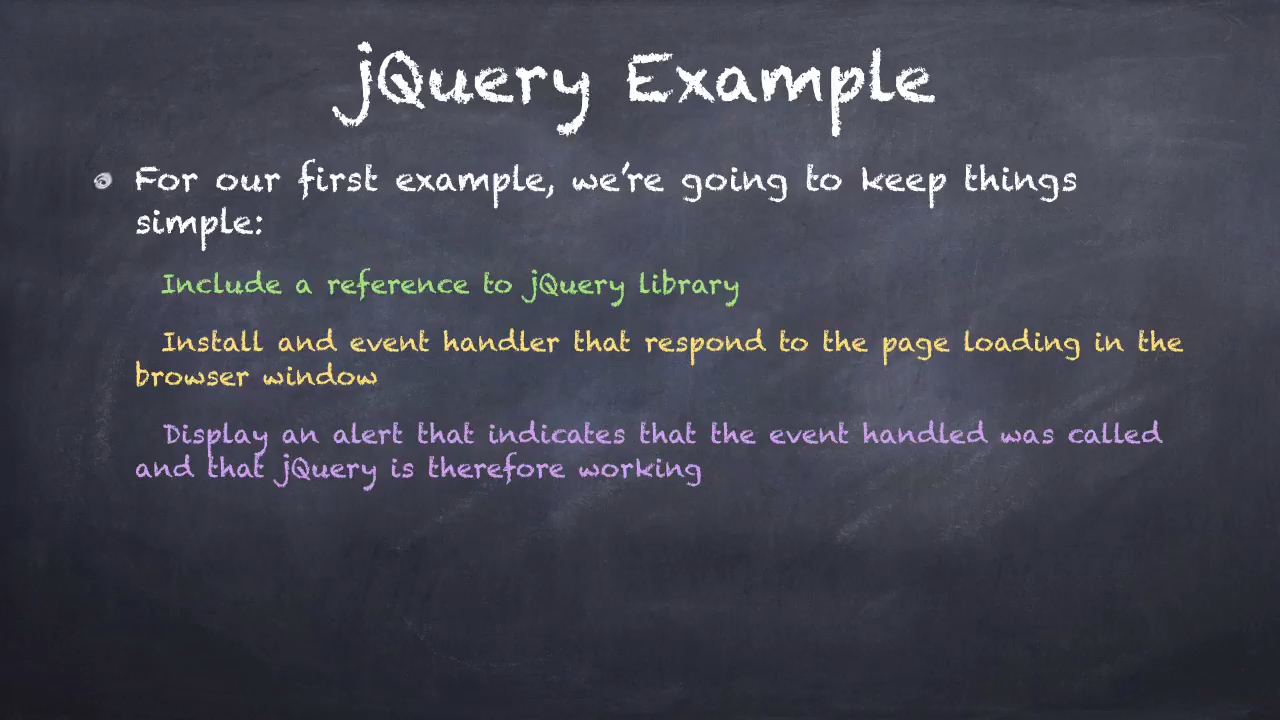 jQuery Example
For our first example, we're going to keep things
simple:
Include a reference to jQuery library
Install and event handler that respond to the page loading in the
browser window
Display an alert that indicates that the event handled was called
and that jQuery is therefore working